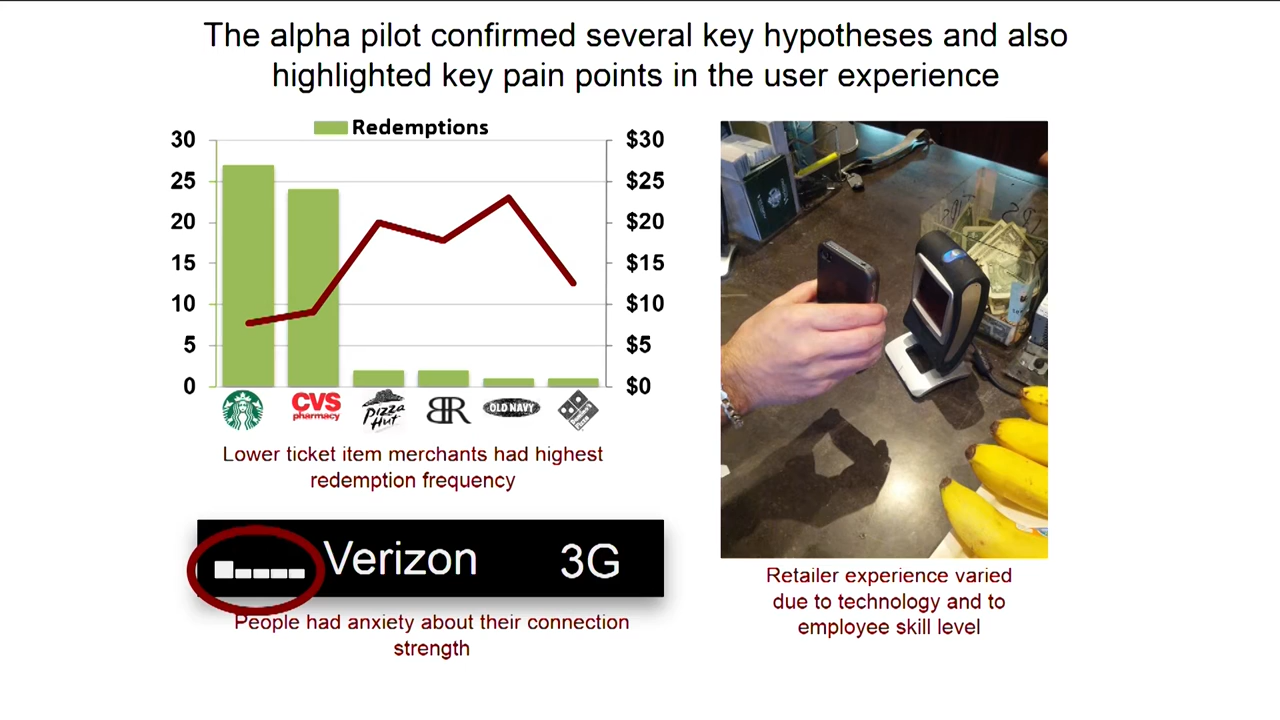 The alpha pilot confirmed several key hypotheses and also
highlighted key pain points in the user experience
Redemptions
30
25
20
15
10
5
0
$30
$25
$20
$15
$10
$5
$0
CVS
pharmacy
Pizza
Hut
BR
OLD NAVY
Domino's
Pizza
Lower ticket item merchants had highest
redemption frequency
Verizon 3G
People had anxiety about their connection
strength
Retailer experience varied
due to technology and to
employee skill level